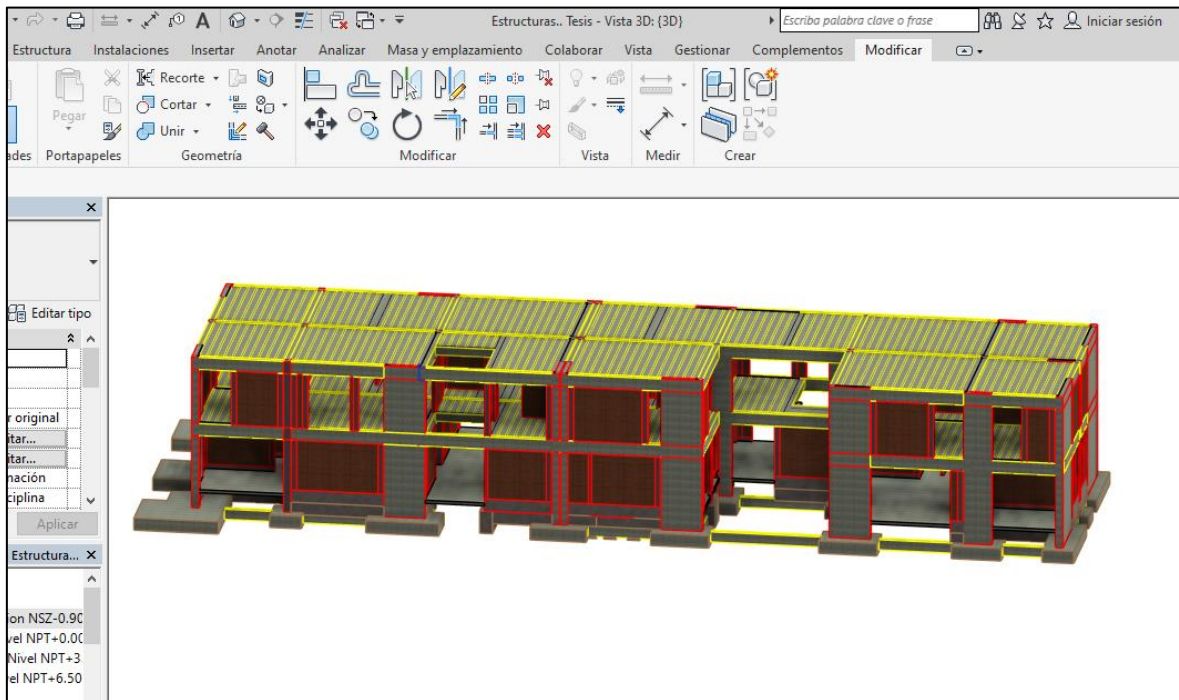 Estructuras.. Tesis - Vista 3D: {3D}
Escriba palabra clave o frase
Iniciar sesión
Estructura Instalaciones Insertar Anotar Analizar Masa y emplazamiento Colaborar Vista Gestionar Complementos Modificar
Pegar
Recorte
Cortar
Unir
ades Portapapeles Geometría Modificar Vista Medir Crear
Editar tipo
r original
itar...
itar...
mación
ciplina
Aplicar
Estructura...
ion NSZ-0.90
vel NPT+0.00
Nivel NPT+3
el NPT+6.50